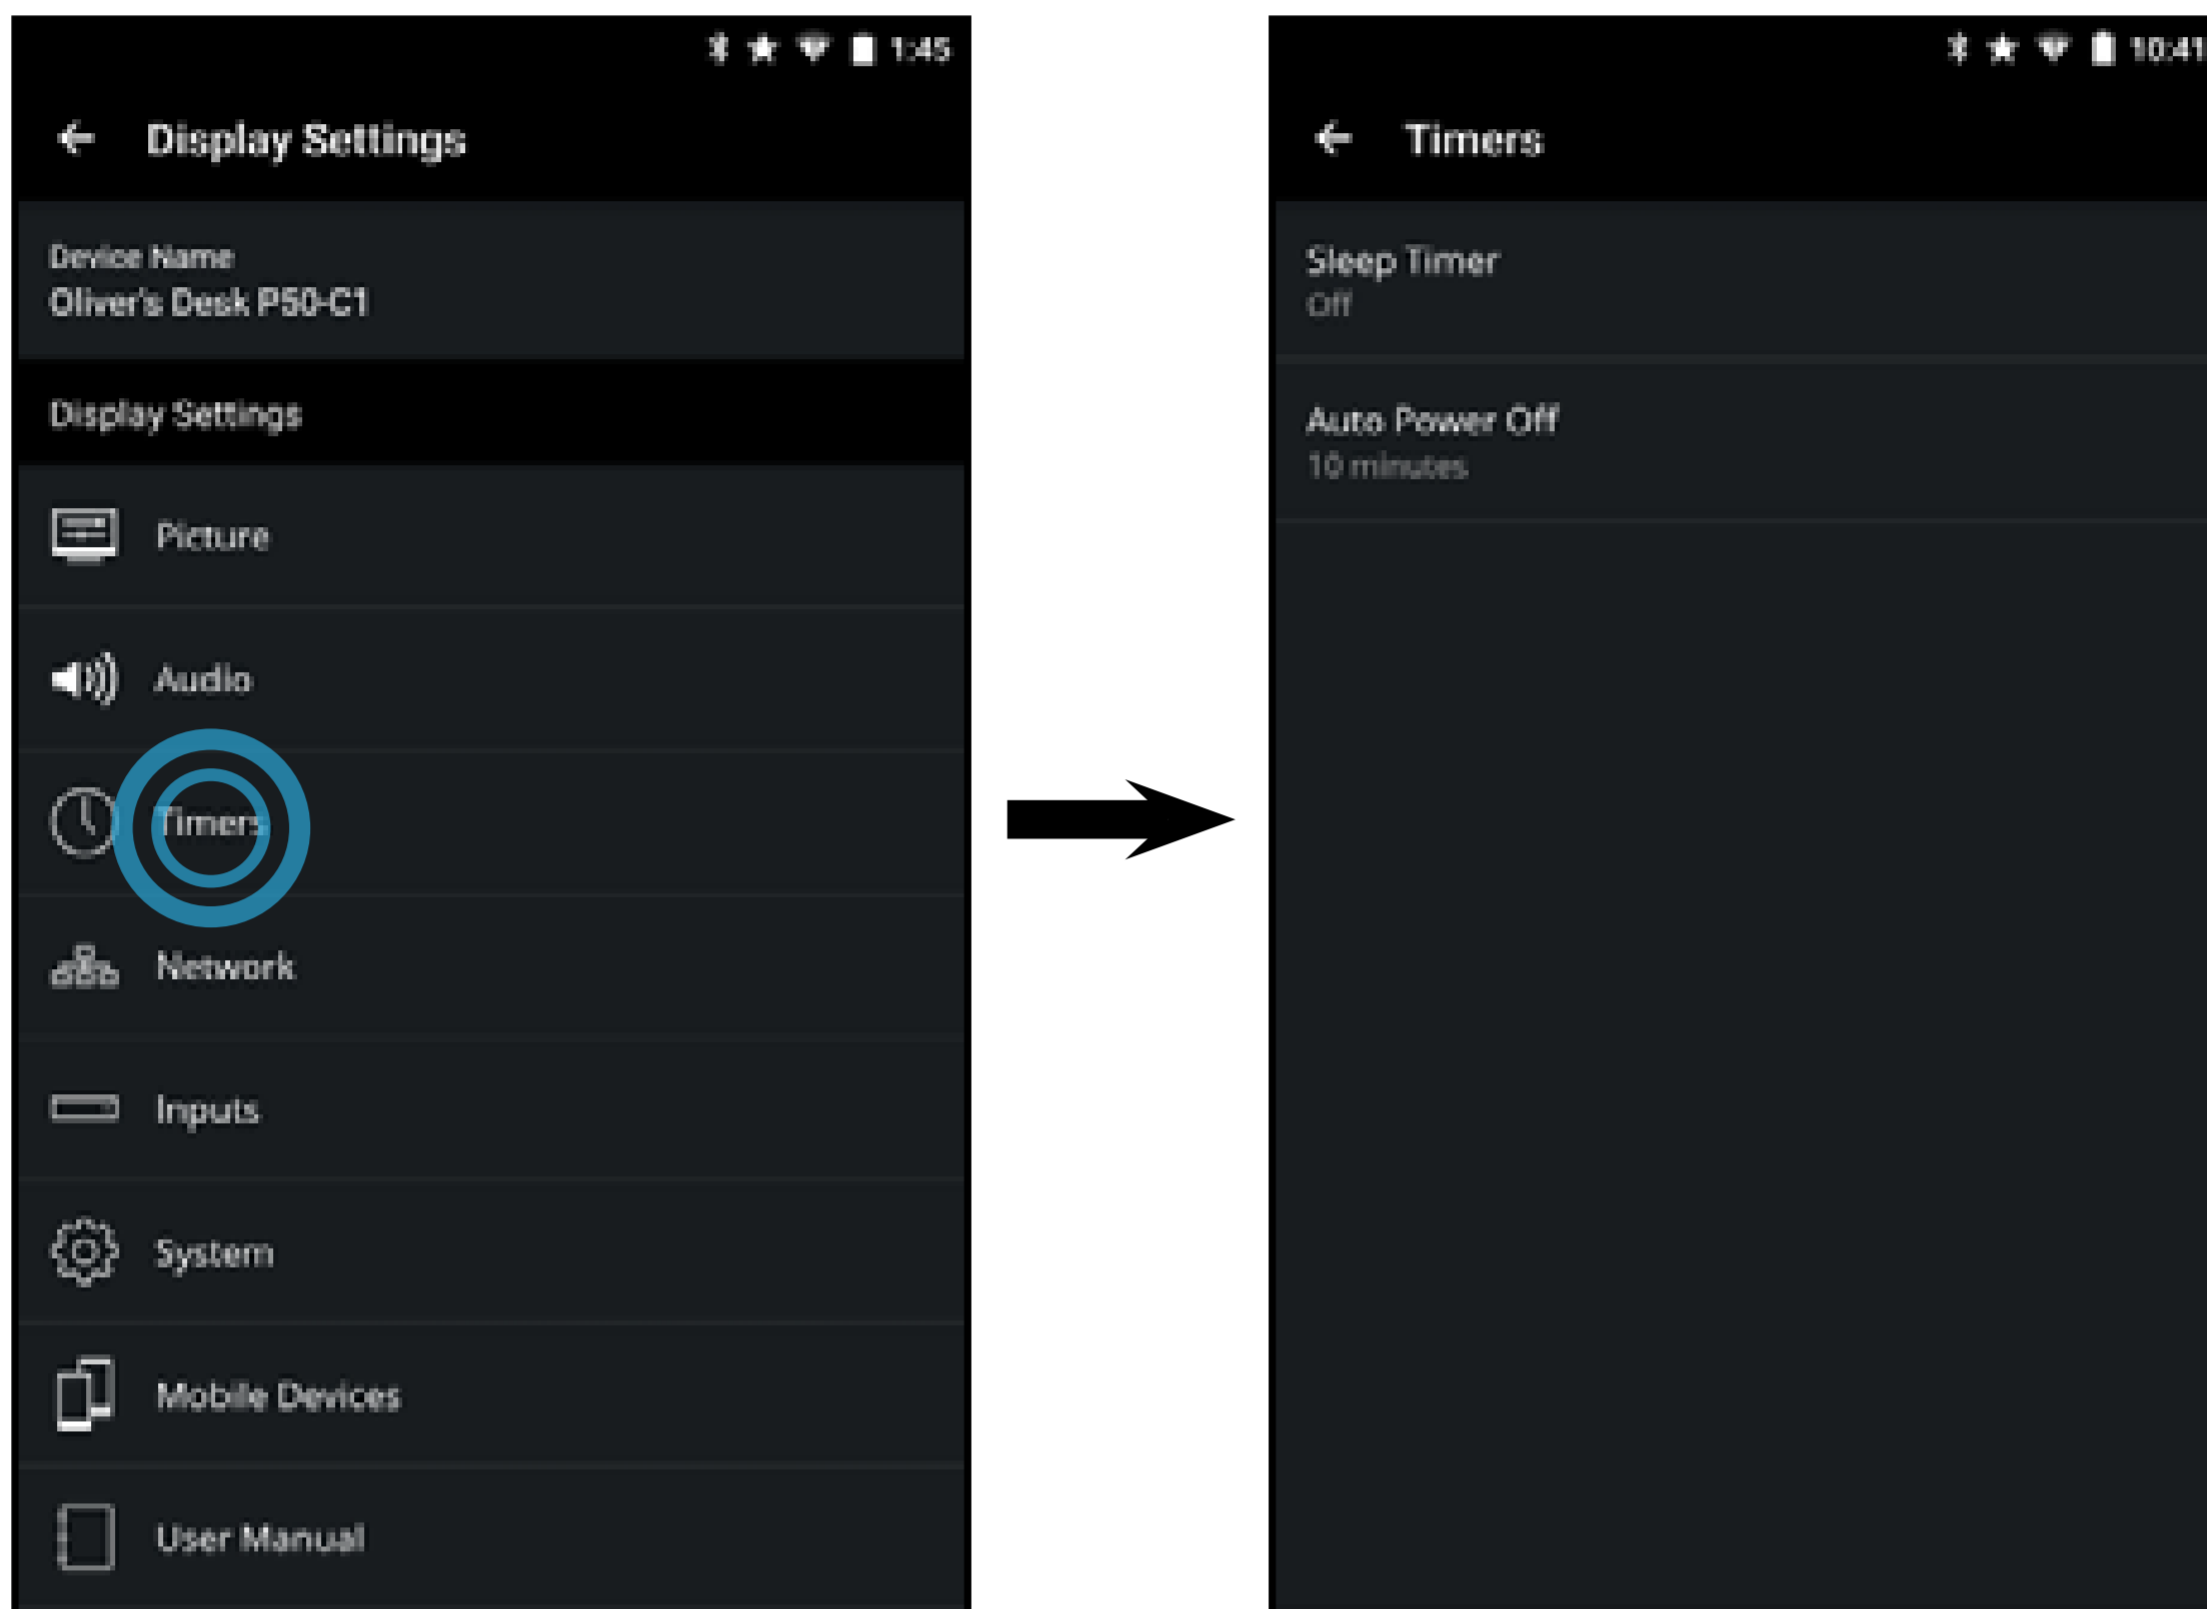 1:45
Display Settings
Device Name
Oliver's Desk P50-C1
Display Settings
Picture
Audio
Timers
Network
Inputs
System
Mobile Devices
User Manual
10:41
Timers
Sleep Timer
Off
Auto Power Off
10 minutes